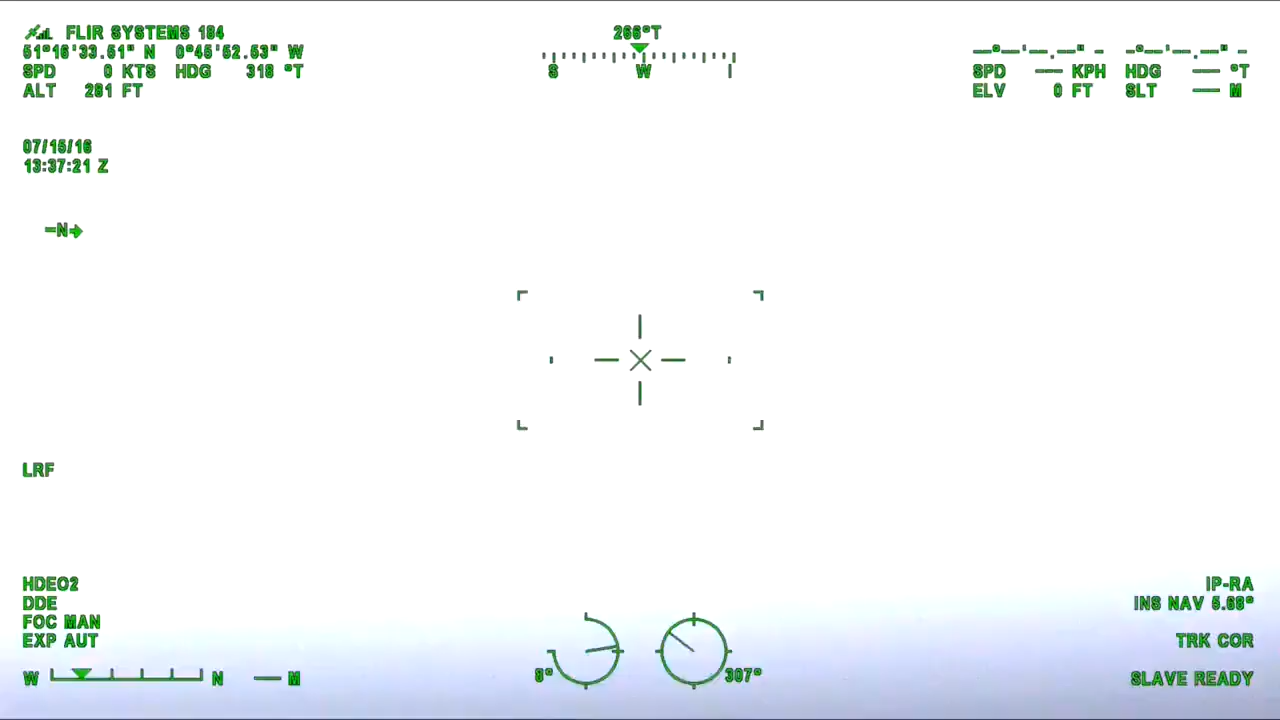 FLIR SYSTEMS 184
51°16'33.51" N 0°45'52.53" W
SPD 0 KTS HDG 318 °T
ALT 281 FT
07/15/16
13:37:21 Z
N
266°T
S W
--°--'--.--" - -°--'--.--" -
SPD --- KPH HDG --- °T
ELV 0 FT SLT --- M
LRF
HDEO2
DDE
FOC MAN
EXP AUT
W N --- M
8° 307°
IP-RA
INS NAV 5.69°
TRK COR
SLAVE READY